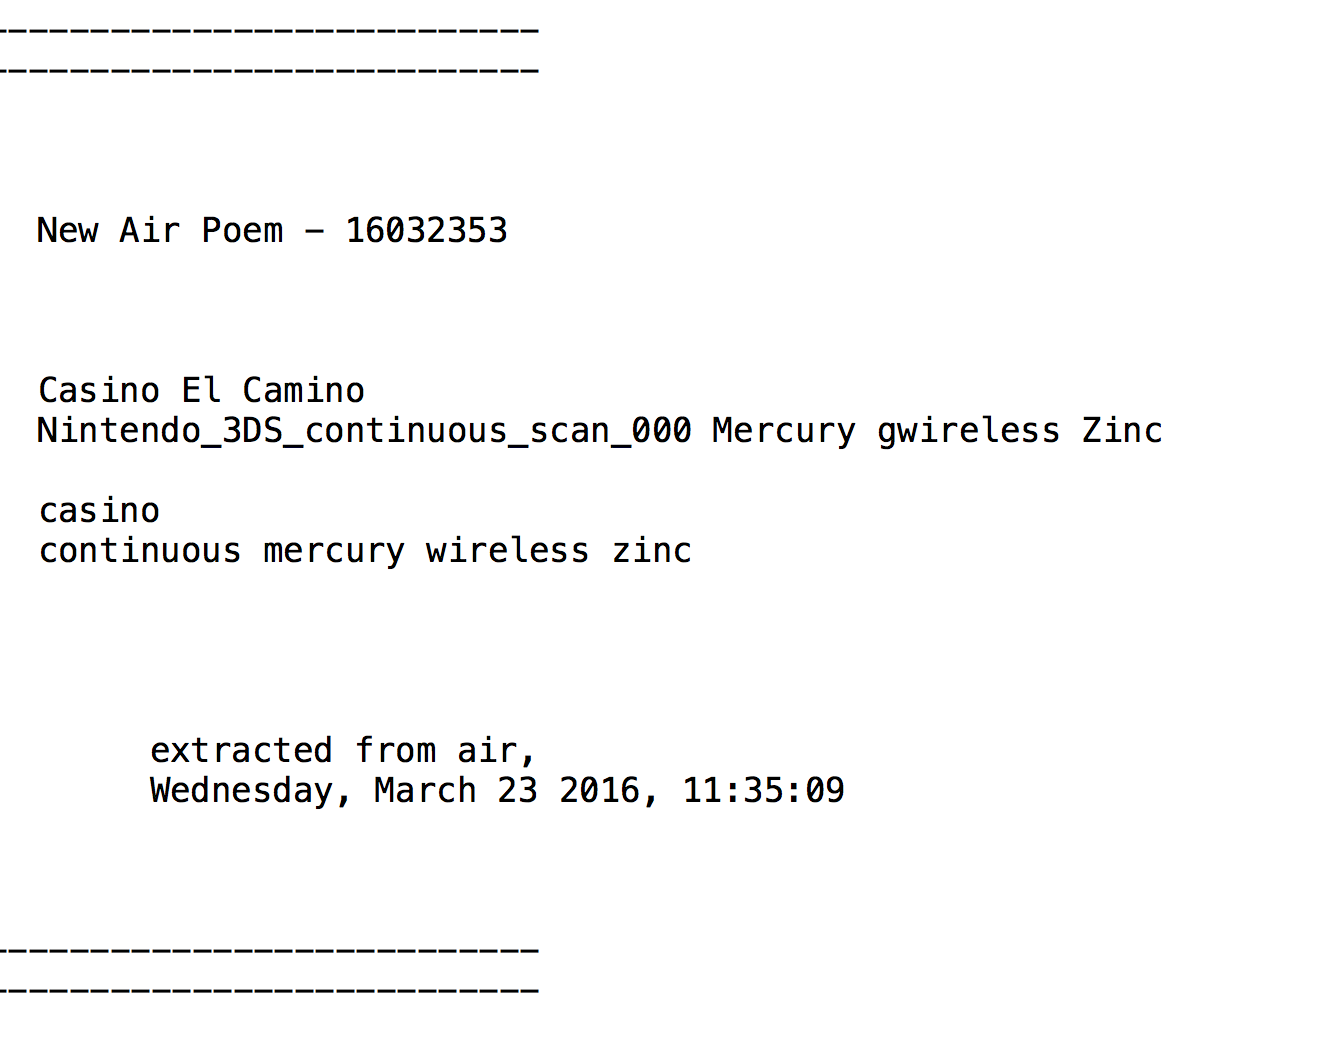 ---------------------------
---------------------------
New Air Poem - 16032353
Casino El Camino
Nintendo_3DS_continuous_scan_000 Mercury gwireless Zinc
casino
continuous mercury wireless zinc
extracted from air,
Wednesday, March 23 2016, 11:35:09
---------------------------
---------------------------